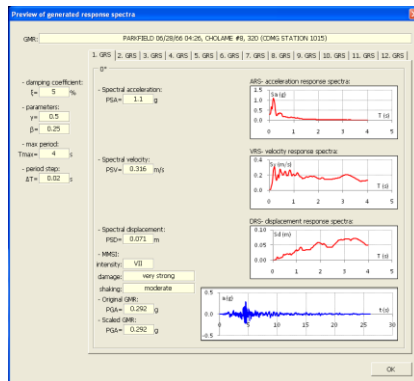 Preview of generated response spectra
GMR: PARKFIELD 06/28/66 04:26, CHOLAME #8, 320 (CDMG STATION 1015)
1. GRS 2. GRS 3. GRS 4. GRS 5. GRS 6. GRS 7. GRS 8. GRS 9. GRS 10. GRS 11. GRS 12. GRS
0°
- damping coefficient:
ξ= 5 %
- parameters:
γ= 0.5
β= 0.25
- max period:
Tmax= 4 s
- period step:
ΔT= 0.02 s
- Spectral acceleration:
PSA= 1.1 g
- Spectral velocity:
PSV= 0.316 m/s
- Spectral displacement:
PSD= 0.071 m
- MMSI:
intensity: VII
damage: very strong
shaking: moderate
- Original GMR:
PGA= 0.292 g
- Scaled GMR:
PGA= 0.292 g
ARS- acceleration response spectra:
1.5
Sa (g)
1.0
0.5
0.0
T (s)
0 1 2 3 4 5
VRS- velocity response spectra:
0.4
Sv (m/s)
0.2
0.0
T (s)
0 1 2 3 4 5
DRS- displacement response spectra:
0.10
Sd (m)
0.05
0.00
T (s)
0 1 2 3 4 5
0.5
a(g)
0.0
-0.5
t (s)
0 5 10 15 20 25 30
OK